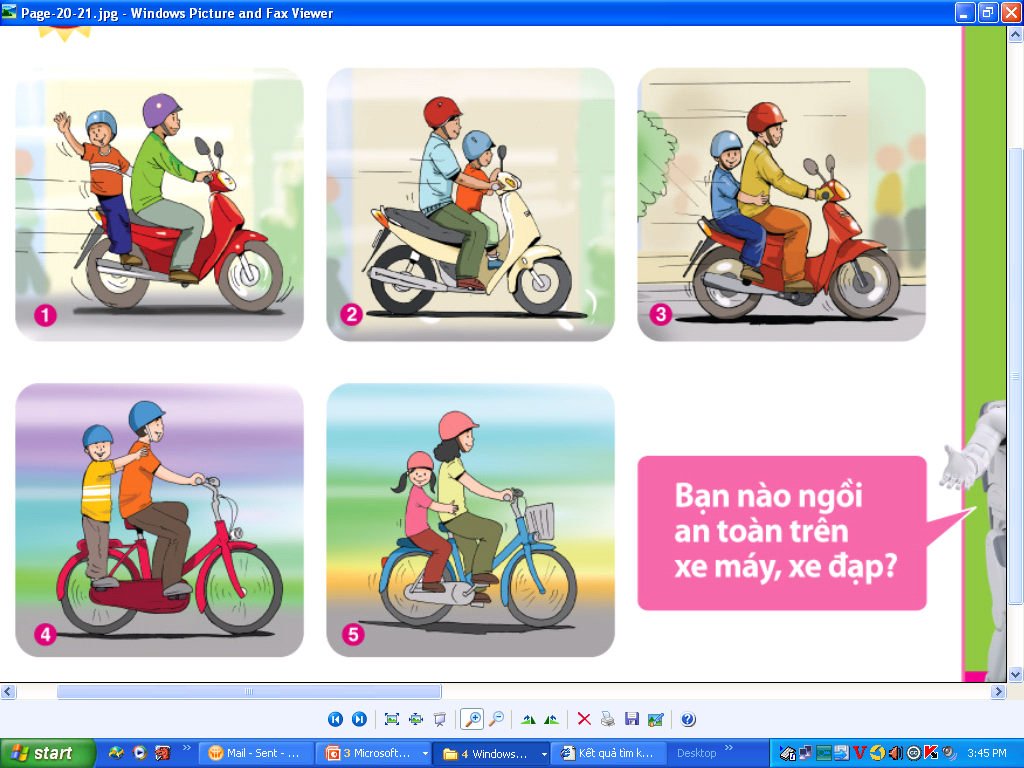 Page-20-21.jpg - Windows Picture and Fax Viewer
1
2
3
4
5
Bạn nào ngồi
an toàn trên
xe máy, xe đạp?
start
Mail - Sent - ...
3 Microsoft...
4 Windows...
Kết quả tìm k...
Desktop
3:45 PM